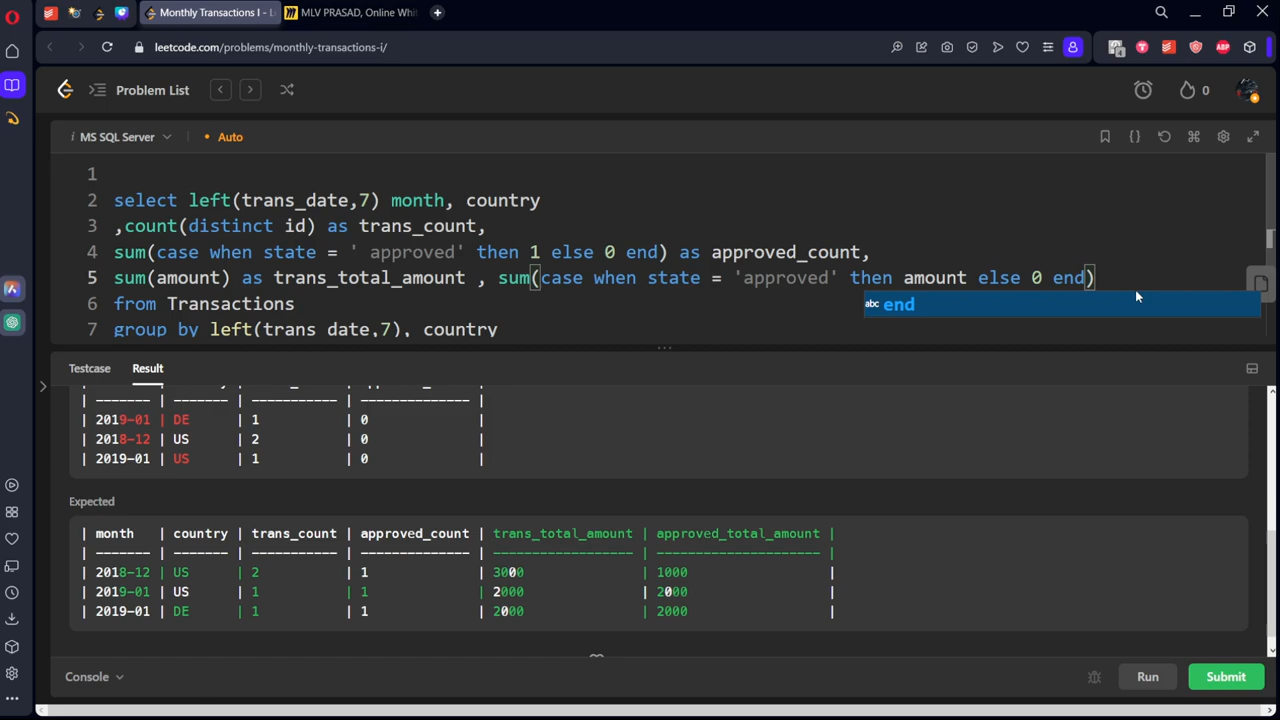 Monthly Transactions I - L
MLV PRASAD, Online Whit
leetcode.com/problems/monthly-transactions-i/
4
ABP
Problem List
0
i MS SQL Server
• Auto
1
2 select left(trans_date,7) month, country
3 ,count(distinct id) as trans_count,
4 sum(case when state = ' approved' then 1 else 0 end) as approved_count,
5 sum(amount) as trans_total_amount , sum(case when state = 'approved' then amount else 0 end)
abc end
6 from Transactions
7 group by left(trans_date,7), country
Testcase Result
| ------- | ------- | ----------- | -------------- |
| 2019-01 | DE | 1 | 0 |
| 2018-12 | US | 2 | 0 |
| 2019-01 | US | 1 | 0 |
Expected
| month | country | trans_count | approved_count | trans_total_amount | approved_total_amount |
| ------- | ------- | ----------- | -------------- | ------------------ | --------------------- |
| 2018-12 | US | 2 | 1 | 3000 | 1000 |
| 2019-01 | US | 1 | 1 | 2000 | 2000 |
| 2019-01 | DE | 1 | 1 | 2000 | 2000 |
Console
Run
Submit